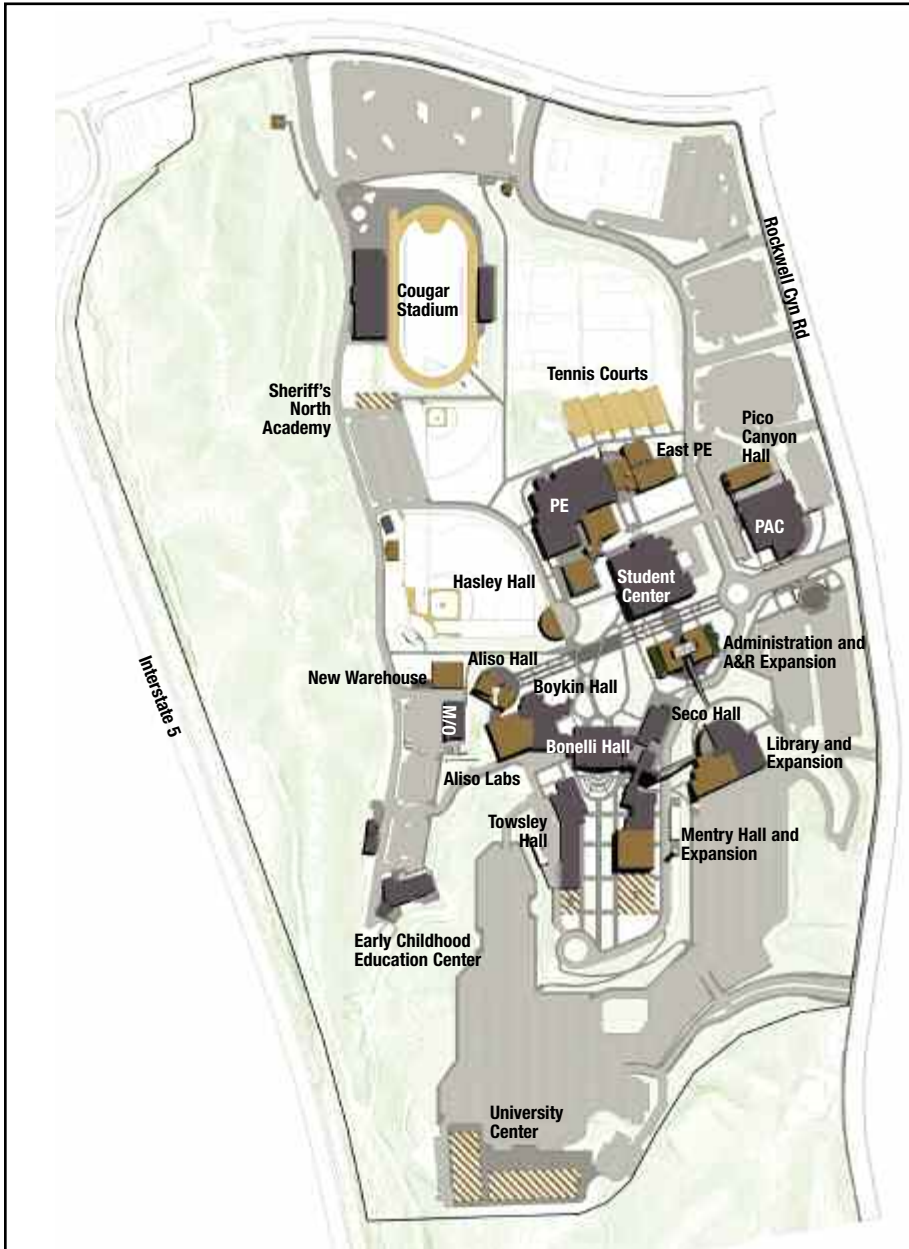 Rockwell Cyn Rd
Cougar
Stadium
Tennis Courts
Sheriff's
North
Academy
Pico
Canyon
Hall
East PE
PE
PAC
Hasley Hall
Student
Center
Interstate 5
Administration and
A&R Expansion
Aliso Hall
New Warehouse
Boykin Hall
M/O
Seco Hall
Bonelli Hall
Library and
Expansion
Aliso Labs
Towsley
Hall
Mentry Hall and
Expansion
Early Childhood
Education Center
University
Center